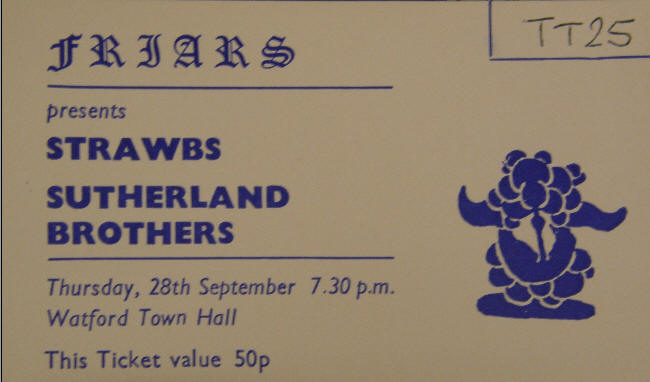 FRIARS
TT25
presents
STRAWBS
SUTHERLAND
BROTHERS
Thursday, 28th September 7.30 p.m.
Watford Town Hall
This Ticket value 50p